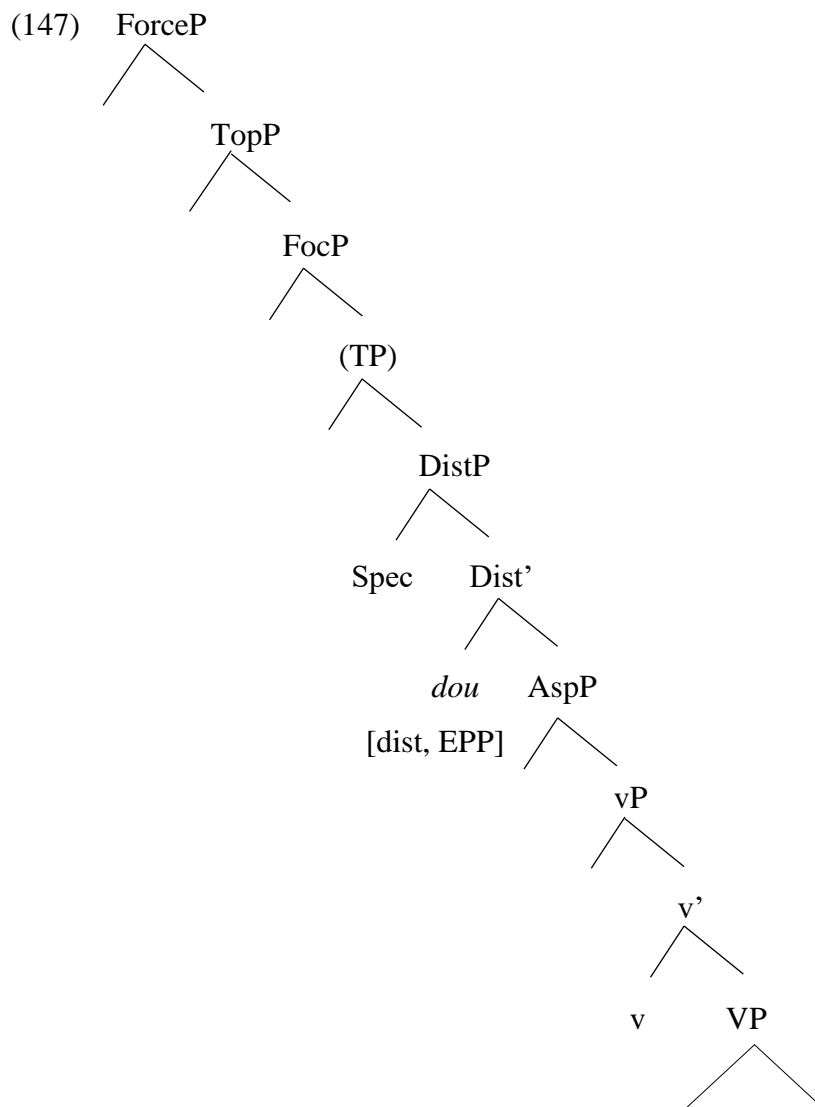 (147) ForceP
TopP
FocP
(TP)
DistP
Spec Dist’
dou AspP
[dist, EPP]
vP
v’
v VP